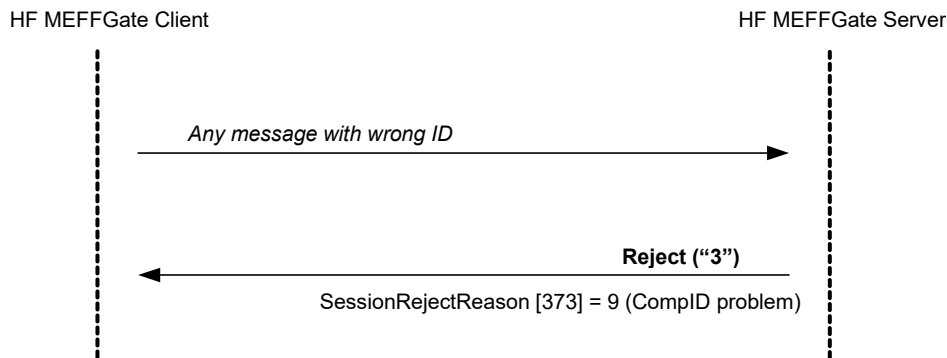 HF MEFFGate Client
HF MEFFGate Server
Any message with wrong ID
Reject (“3”)
SessionRejectReason [373] = 9 (CompID problem)